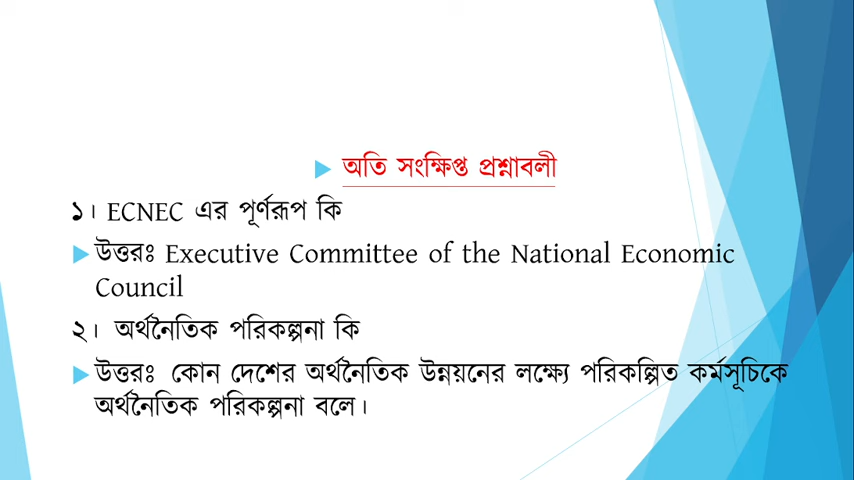 অতি সংক্ষিপ্ত প্রশ্নাবলী
১। ECNEC এর পূর্ণরূপ কি
উত্তরঃ Executive Committee of the National Economic
Council
২। অর্থনৈতিক পরিকল্পনা কি
উত্তরঃ কোন দেশের অর্থনৈতিক উন্নয়নের লক্ষ্যে পরিকল্পিত কর্মসূচিকে
অর্থনৈতিক পরিকল্পনা বলে।